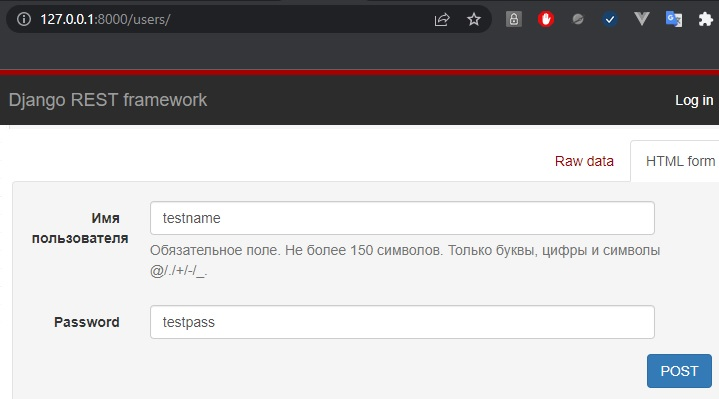 127.0.0.1:8000/users/
Django REST framework
Log in
Raw data
HTML form
Имя
пользователя
testname
Обязательное поле. Не более 150 символов. Только буквы, цифры и символы
@/./+/-/_.
Password
testpass
POST